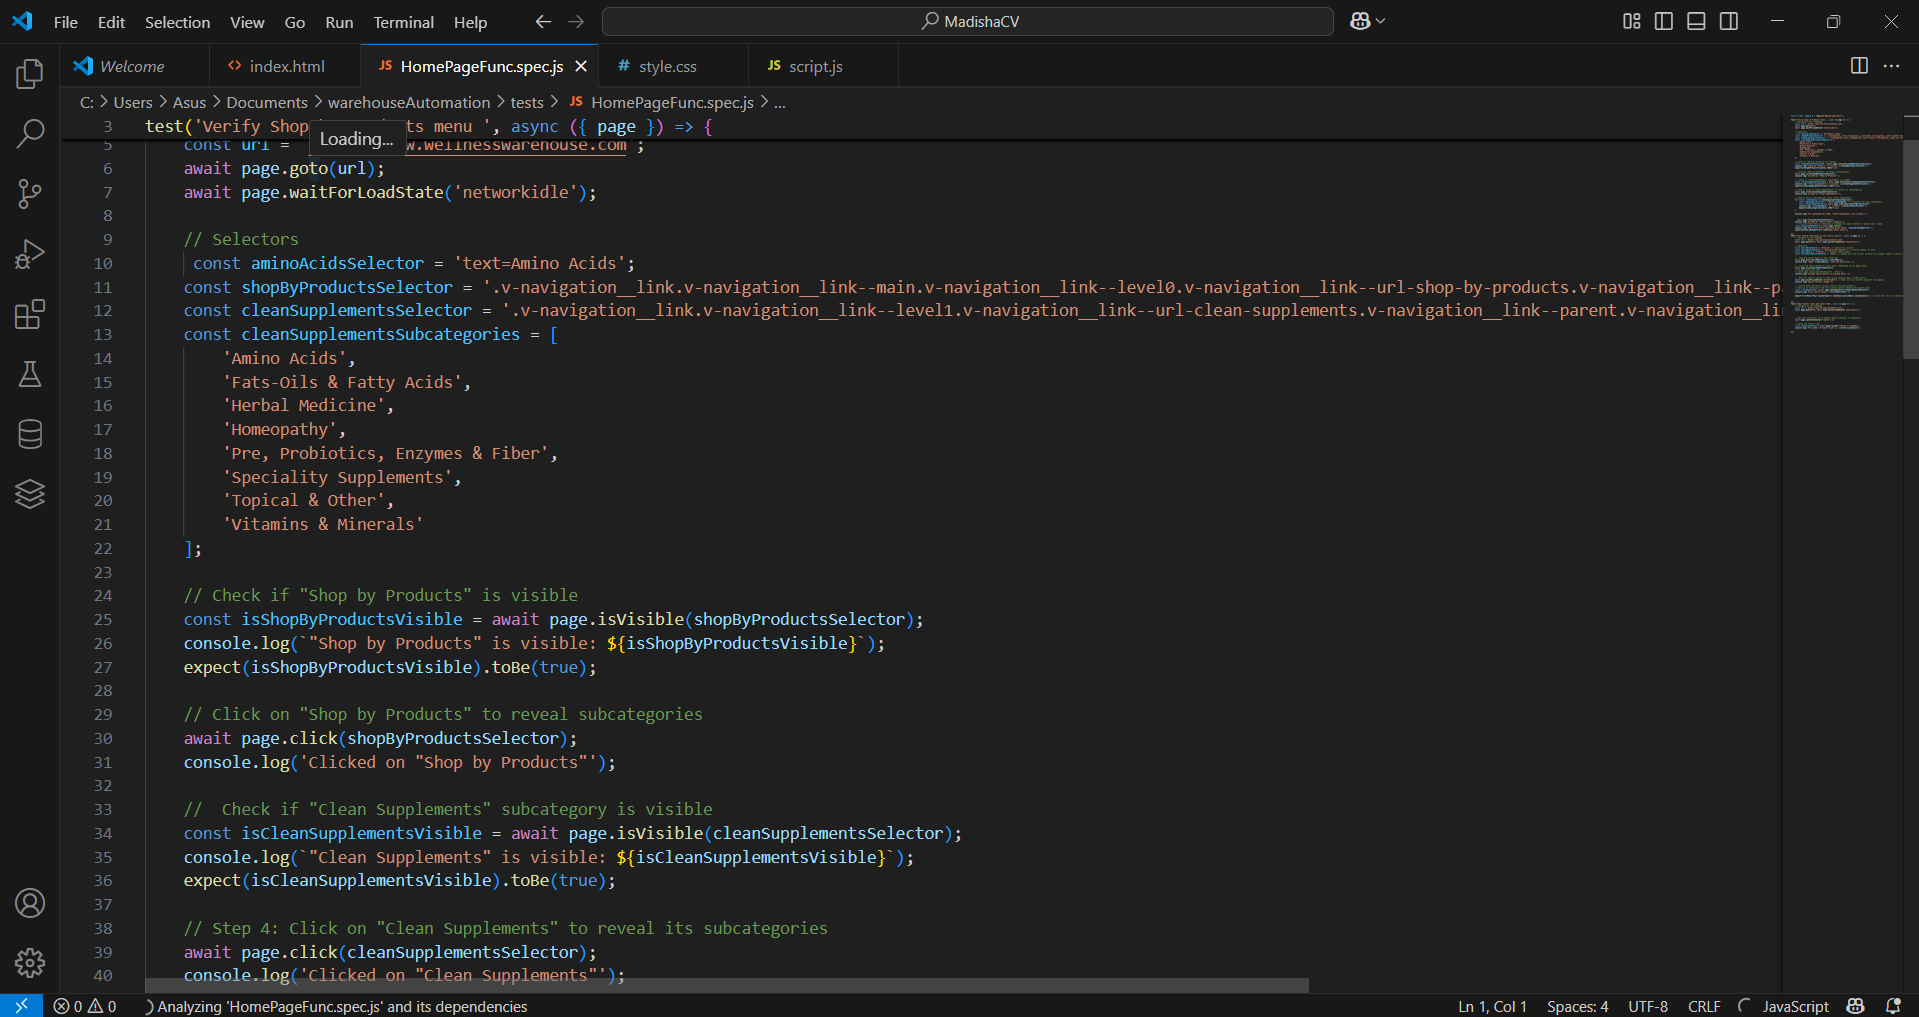 File Edit Selection View Go Run Terminal Help MadishaCV
Welcome index.html JS HomePageFunc.spec.js # style.css JS script.js
C: > Users > Asus > Documents > warehouseAutomation > tests > JS HomePageFunc.spec.js > ...
3 test('Verify Shop ts menu ', async ({ page }) => {
Loading...
5 const url = w.wellnesswarehouse.com ;
6 await page.goto(url);
7 await page.waitForLoadState('networkidle');
8
9 // Selectors
10 const aminoAcidsSelector = 'text=Amino Acids';
11 const shopByProductsSelector = '.v-navigation__link.v-navigation__link--main.v-navigation__link--level0.v-navigation__link--url-shop-by-products.v-navigation__link--p
12 const cleanSupplementsSelector = '.v-navigation__link.v-navigation__link--level1.v-navigation__link--url-clean-supplements.v-navigation__link--parent.v-navigation__li
13 const cleanSupplementsSubcategories = [
14 'Amino Acids',
15 'Fats-Oils & Fatty Acids',
16 'Herbal Medicine',
17 'Homeopathy',
18 'Pre, Probiotics, Enzymes & Fiber',
19 'Speciality Supplements',
20 'Topical & Other',
21 'Vitamins & Minerals'
22 ];
23
24 // Check if "Shop by Products" is visible
25 const isShopByProductsVisible = await page.isVisible(shopByProductsSelector);
26 console.log(`"Shop by Products" is visible: ${isShopByProductsVisible}`);
27 expect(isShopByProductsVisible).toBe(true);
28
29 // Click on "Shop by Products" to reveal subcategories
30 await page.click(shopByProductsSelector);
31 console.log('Clicked on "Shop by Products"');
32
33 //  Check if "Clean Supplements" subcategory is visible
34 const isCleanSupplementsVisible = await page.isVisible(cleanSupplementsSelector);
35 console.log(`"Clean Supplements" is visible: ${isCleanSupplementsVisible}`);
36 expect(isCleanSupplementsVisible).toBe(true);
37
38 // Step 4: Click on "Clean Supplements" to reveal its subcategories
39 await page.click(cleanSupplementsSelector);
40 console.log('Clicked on "Clean Supplements"');
0 0 Analyzing 'HomePageFunc.spec.js' and its dependencies Ln 1, Col 1 Spaces: 4 UTF-8 CRLF JavaScript